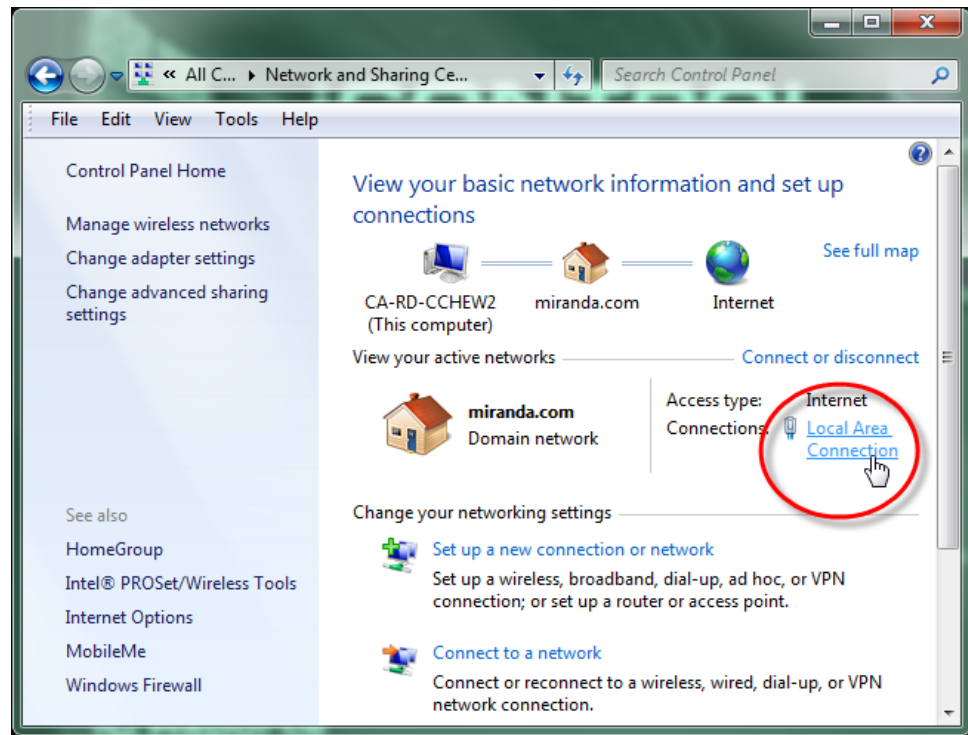 « All C... ▸ Network and Sharing Ce...
Search Control Panel
File Edit View Tools Help
Control Panel Home
Manage wireless networks
Change adapter settings
Change advanced sharing
settings
See also
HomeGroup
Intel® PROSet/Wireless Tools
Internet Options
MobileMe
Windows Firewall
View your basic network information and set up
connections
See full map
CA-RD-CCHEW2
(This computer)
miranda.com
Internet
View your active networks
Connect or disconnect
miranda.com
Domain network
Access type: Internet
Connections: Local Area
Connection
Change your networking settings
Set up a new connection or network
Set up a wireless, broadband, dial-up, ad hoc, or VPN
connection; or set up a router or access point.
Connect to a network
Connect or reconnect to a wireless, wired, dial-up, or VPN
network connection.